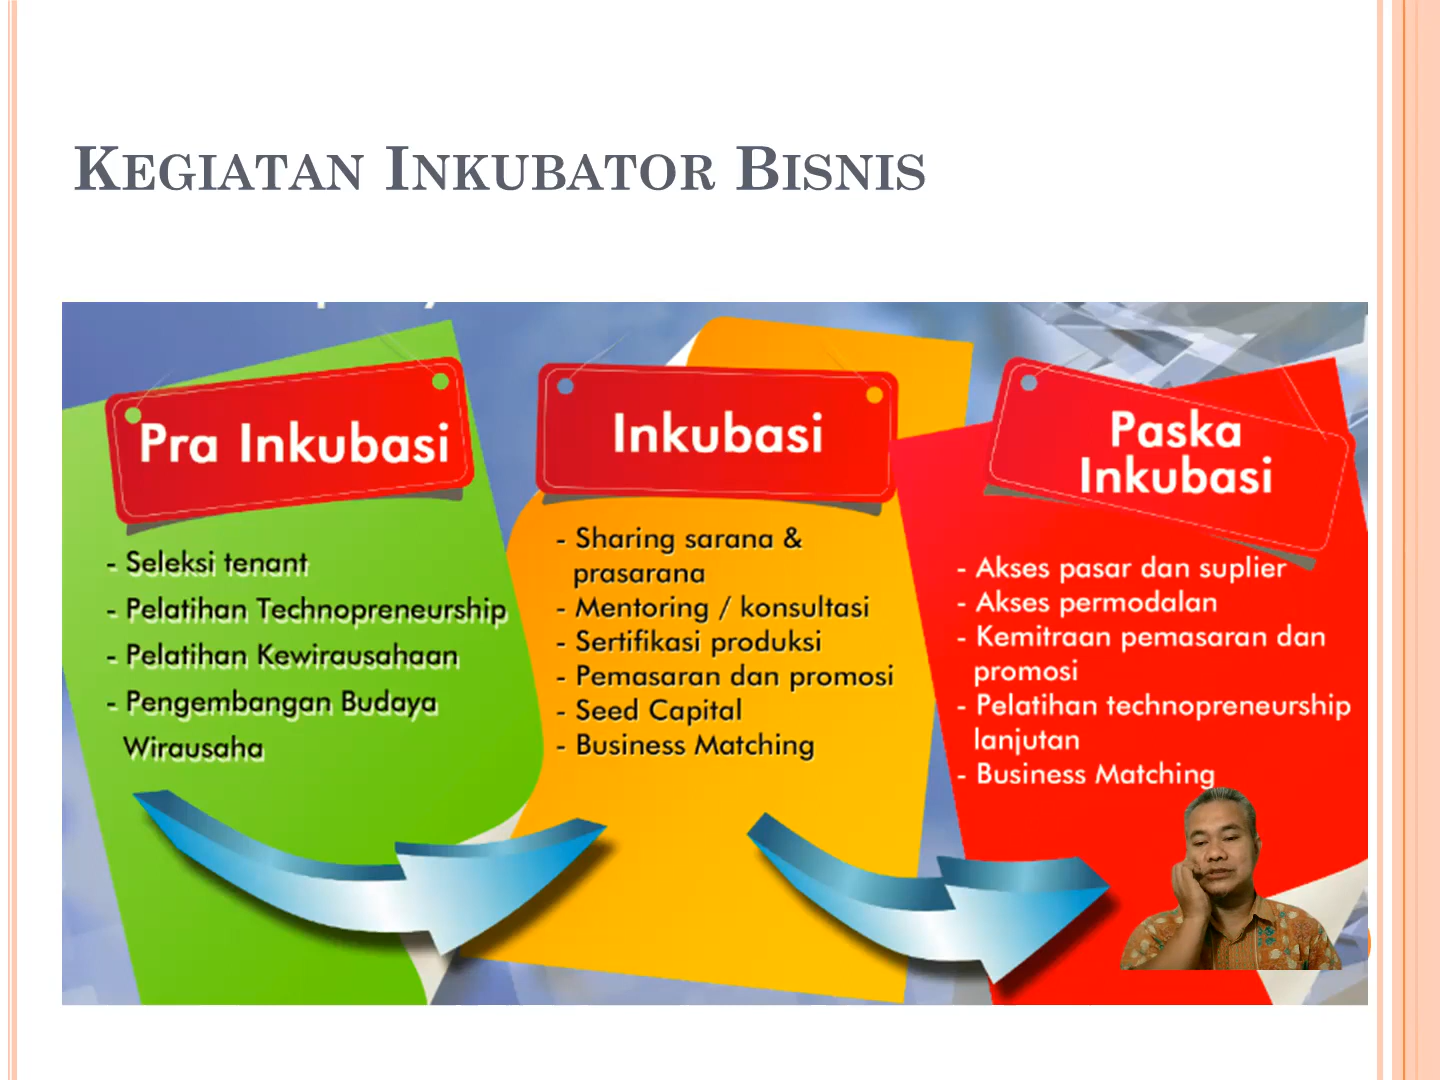 KEGIATAN INKUBATOR BISNIS
Pra Inkubasi
- Seleksi tenant
- Pelatihan Technopreneurship
- Pelatihan Kewirausahaan
- Pengembangan Budaya
Wirausaha
Inkubasi
- Sharing sarana &
prasarana
- Mentoring / konsultasi
- Sertifikasi produksi
- Pemasaran dan promosi
- Seed Capital
- Business Matching
Paska
Inkubasi
- Akses pasar dan suplier
- Akses permodalan
- Kemitraan pemasaran dan
promosi
- Pelatihan technopreneurship
lanjutan
- Business Matching